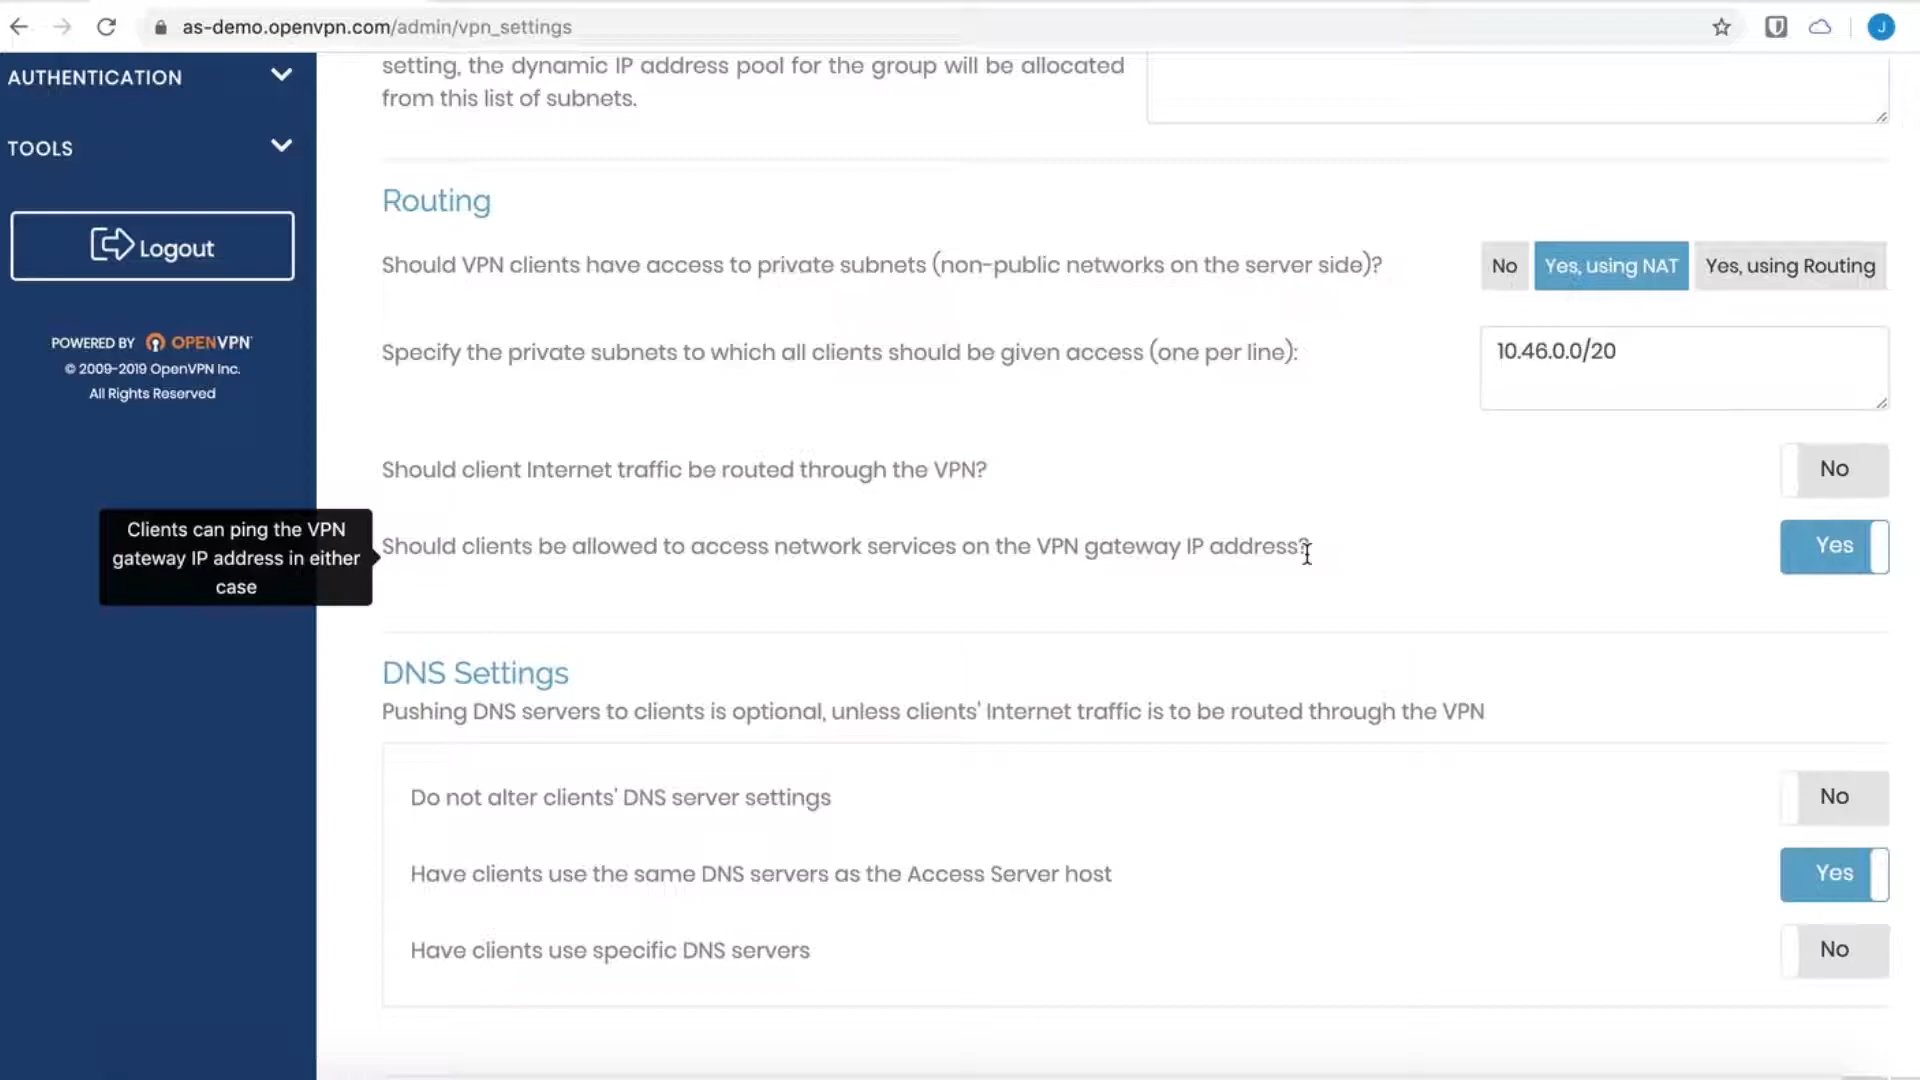 as-demo.openvpn.com/admin/vpn_settings
J
AUTHENTICATION
TOOLS
Logout
POWERED BY OPENVPN
© 2009-2019 OpenVPN Inc.
All Rights Reserved
setting, the dynamic IP address pool for the group will be allocated
from this list of subnets.
Routing
Should VPN clients have access to private subnets (non-public networks on the server side)?
No Yes, using NAT Yes, using Routing
Specify the private subnets to which all clients should be given access (one per line):
10.46.0.0/20
Should client Internet traffic be routed through the VPN?
No
Clients can ping the VPN
gateway IP address in either
case
Should clients be allowed to access network services on the VPN gateway IP address?
Yes
DNS Settings
Pushing DNS servers to clients is optional, unless clients' Internet traffic is to be routed through the VPN
Do not alter clients' DNS server settings
No
Have clients use the same DNS servers as the Access Server host
Yes
Have clients use specific DNS servers
No